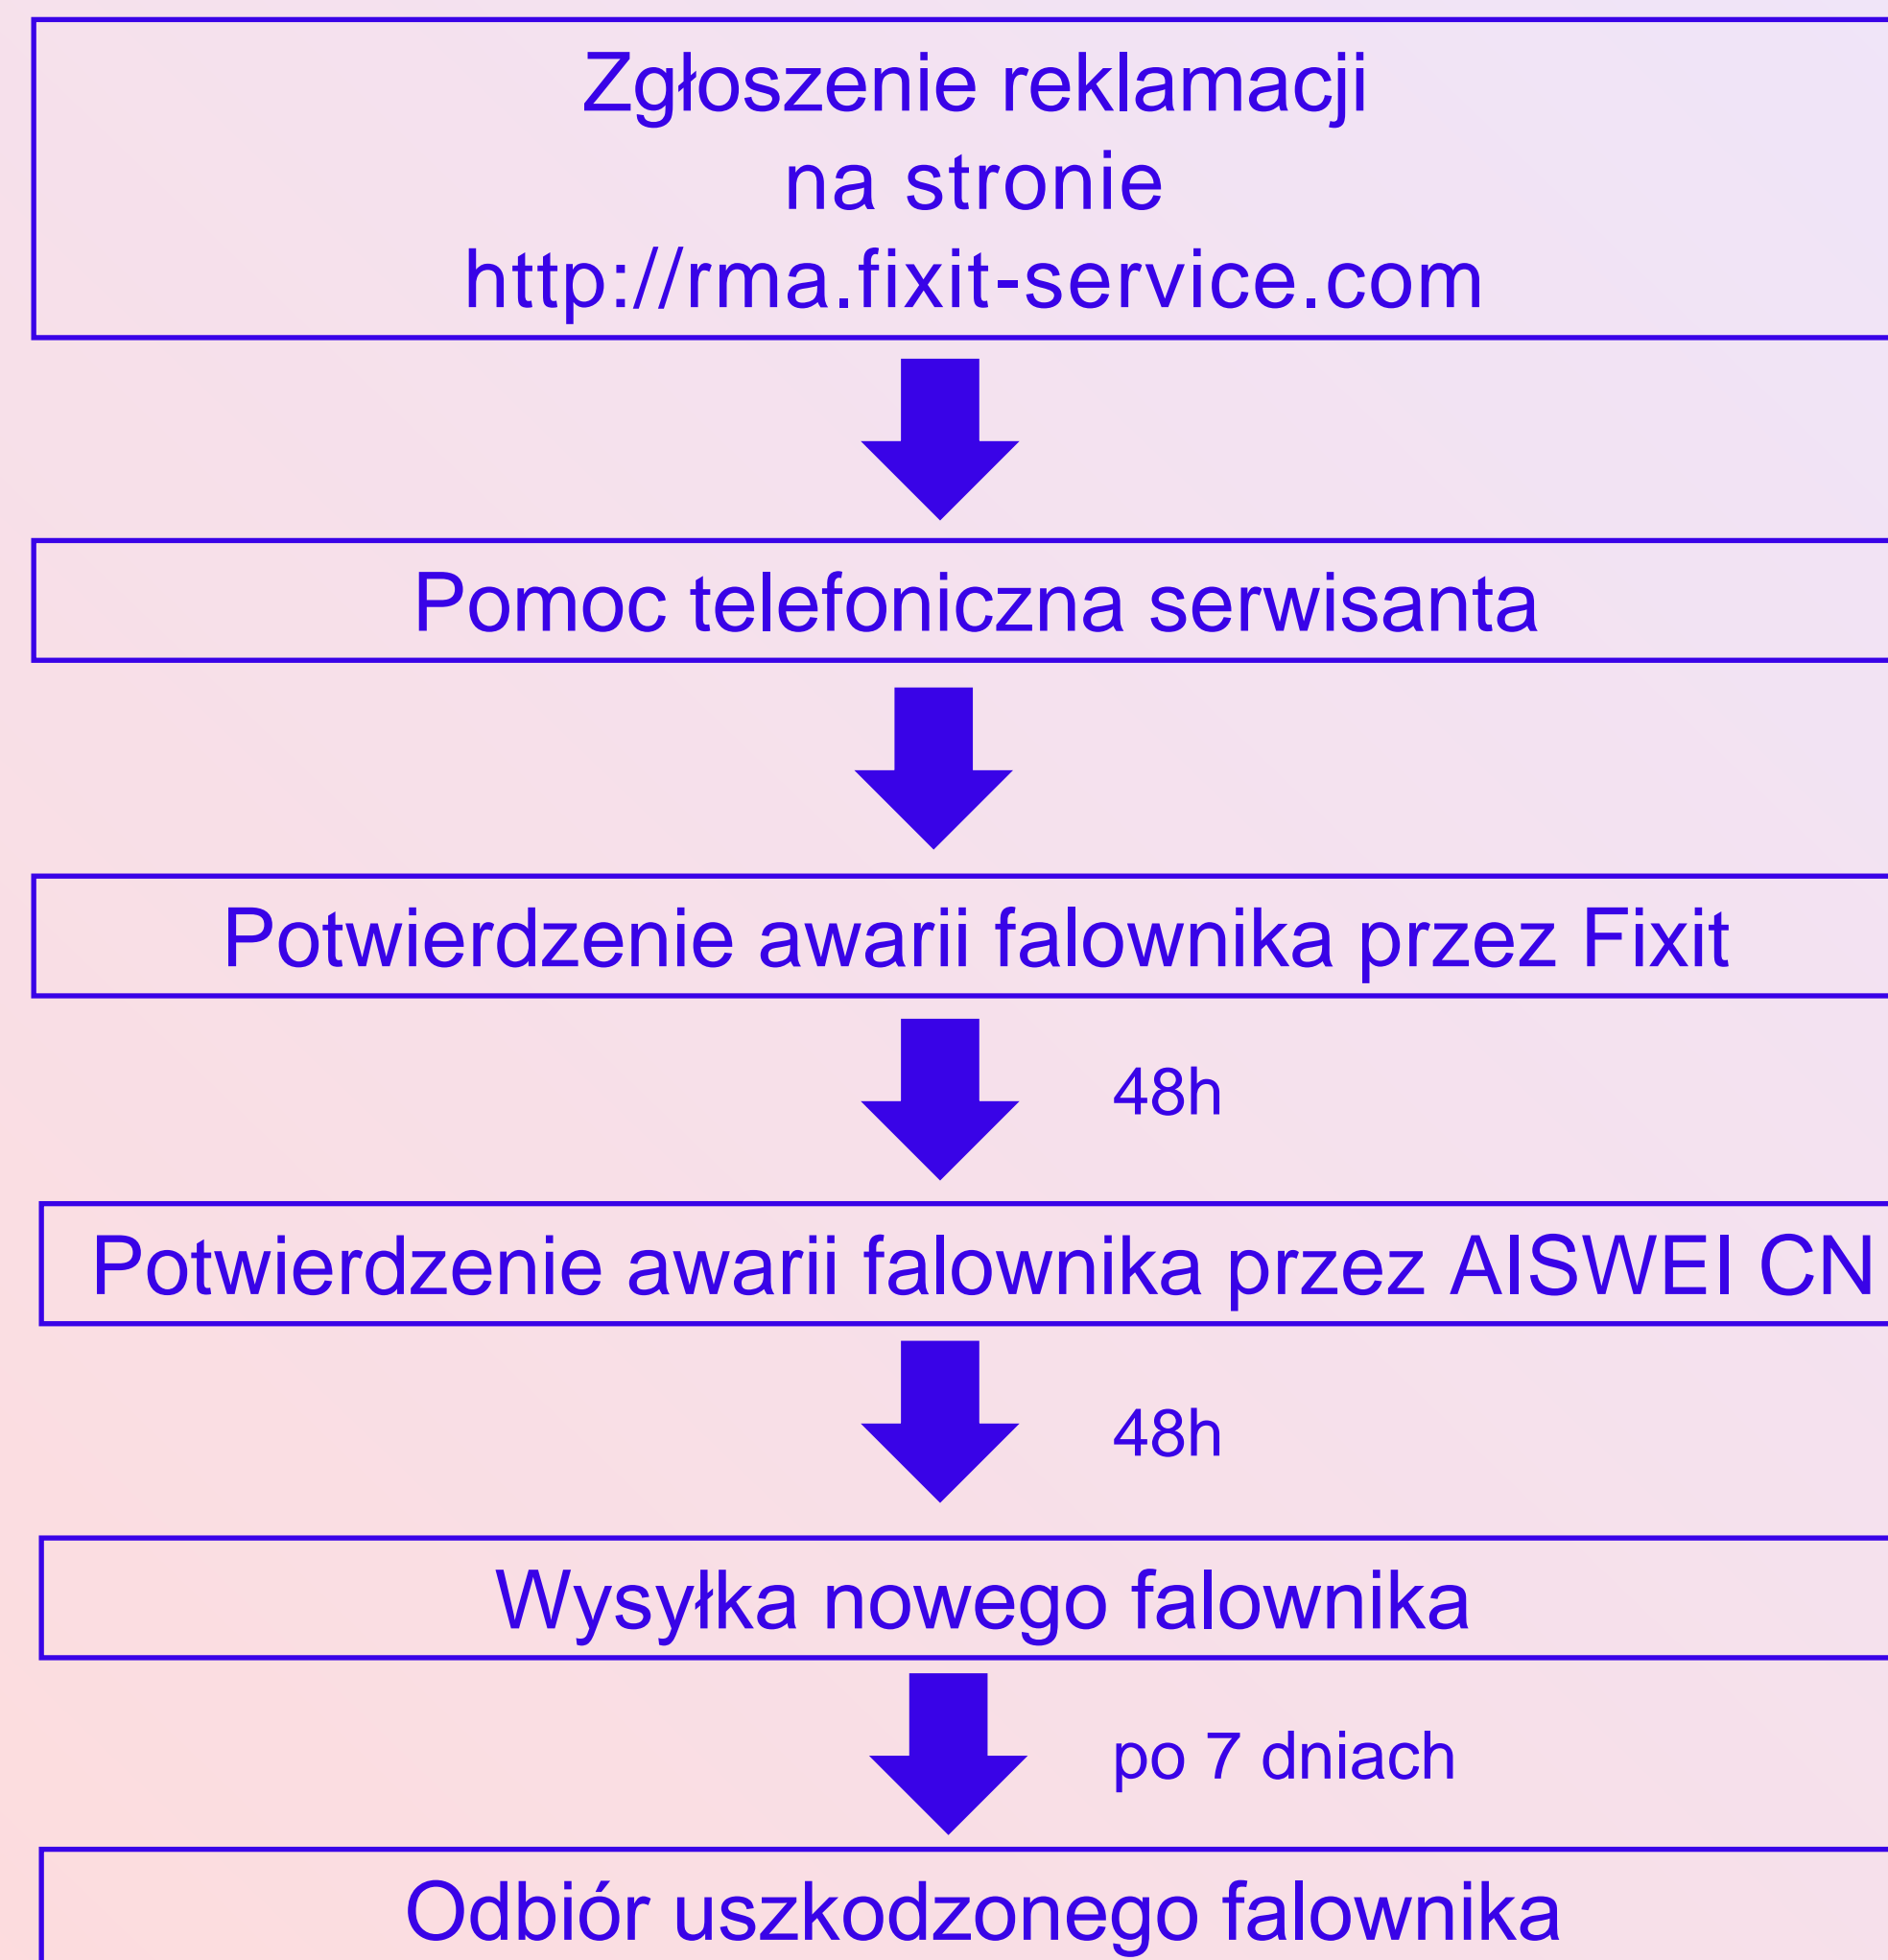 Zgłoszenie reklamacji
na stronie
http://rma.fixit-service.com
Pomoc telefoniczna serwisanta
Potwierdzenie awarii falownika przez Fixit
48h
Potwierdzenie awarii falownika przez AISWEI CN
48h
Wysyłka nowego falownika
po 7 dniach
Odbiór uszkodzonego falownika